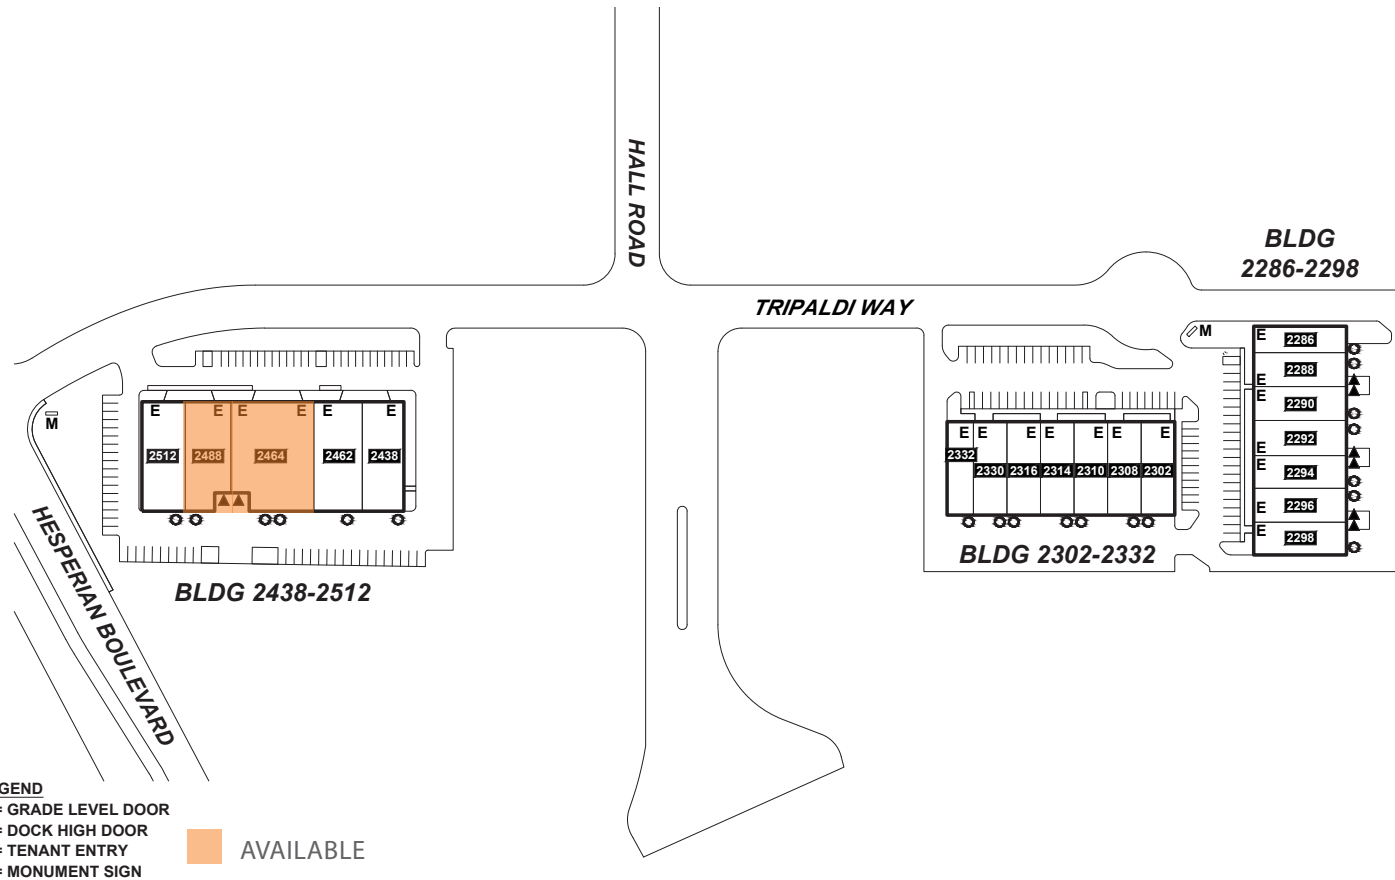 HALL ROAD
BLDG
2286-2298
TRIPALDI WAY
M
E 2286
2288
E
E 2290
2292
E
E 2294
2296
E
E 2298
M
E E E E E E
2512 2488 2464 2462 2438
E E E E E E E
2332
2330 2316 2314 2310 2308 2302
BLDG 2302-2332
BLDG 2438-2512
HESPERIAN BOULEVARD
GEND
= GRADE LEVEL DOOR
= DOCK HIGH DOOR
= TENANT ENTRY
= MONUMENT SIGN
AVAILABLE